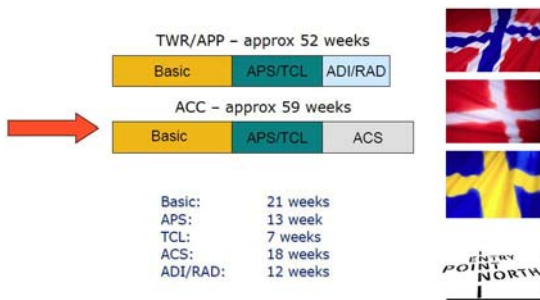 TWR/APP – approx 52 weeks
Basic APS/TCL ADI/RAD
ACC – approx 59 weeks
Basic APS/TCL ACS
Basic: 21 weeks
APS: 13 week
TCL: 7 weeks
ACS: 18 weeks
ADI/RAD: 12 weeks
ENTRY
POINT
NORTH